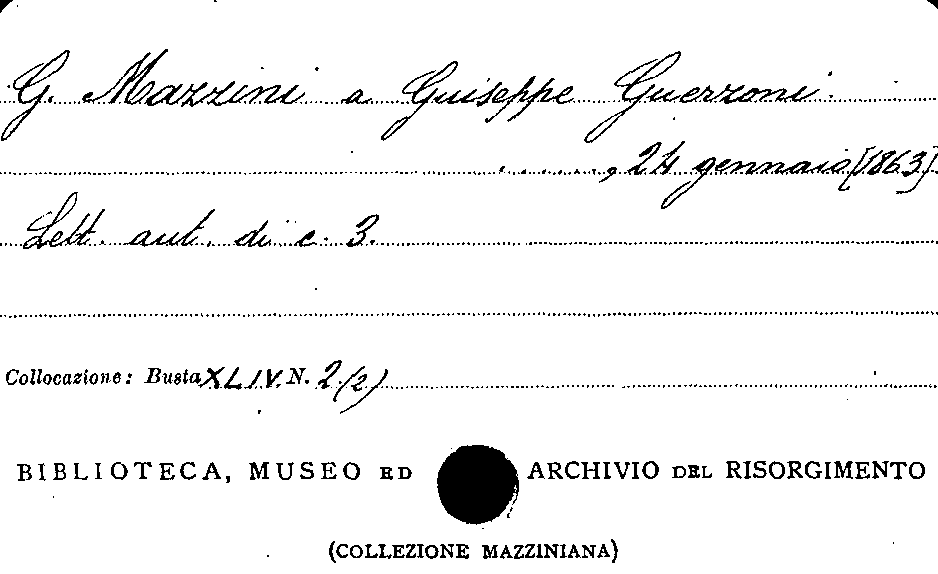 G. Mazzini a Guiseppe Guerzoni.
......, 24 gennaio [1863]
Lett. aut. di c. 3.
Collocazione: Busta XLIV. N. 2 (2)
BIBLIOTECA, MUSEO ED ARCHIVIO DEL RISORGIMENTO
(COLLEZIONE MAZZINIANA)